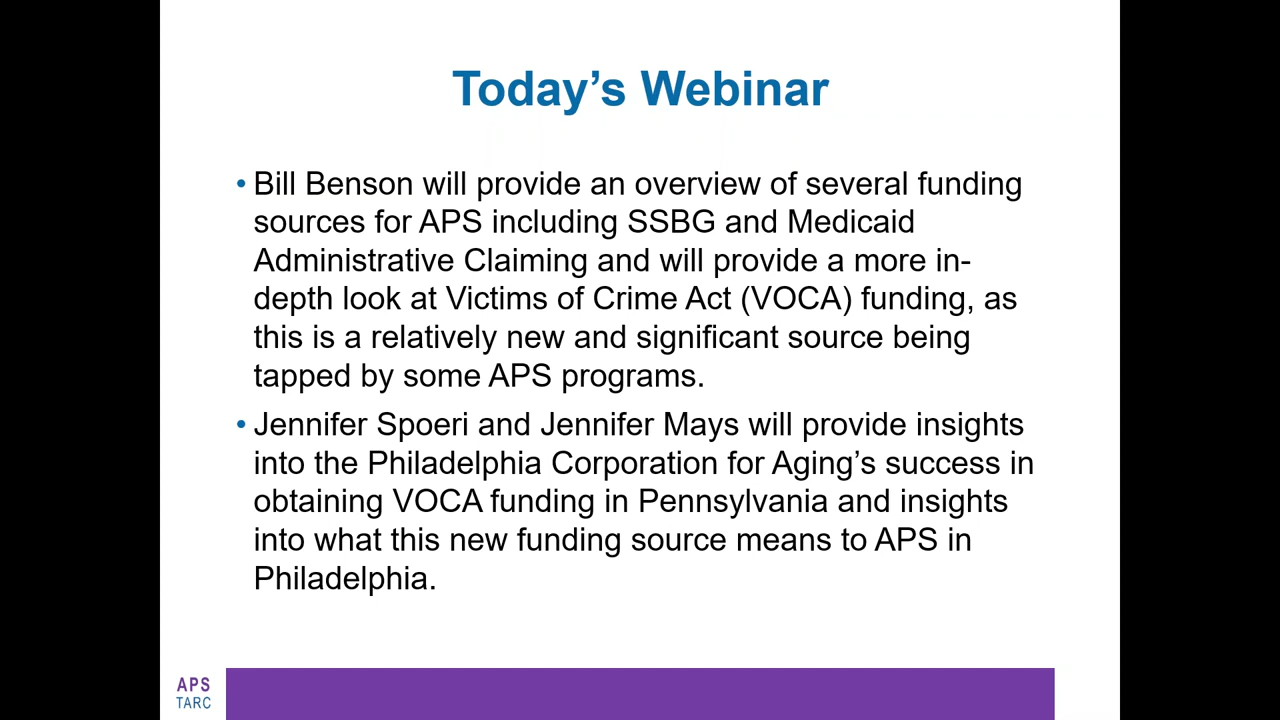 Today’s Webinar
• Bill Benson will provide an overview of several funding
sources for APS including SSBG and Medicaid
Administrative Claiming and will provide a more in-
depth look at Victims of Crime Act (VOCA) funding, as
this is a relatively new and significant source being
tapped by some APS programs.
• Jennifer Spoeri and Jennifer Mays will provide insights
into the Philadelphia Corporation for Aging’s success in
obtaining VOCA funding in Pennsylvania and insights
into what this new funding source means to APS in
Philadelphia.
APS
TARC